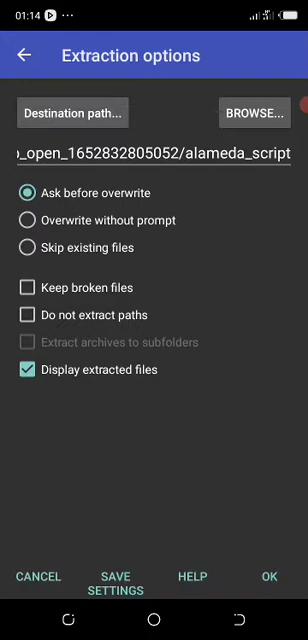 01:14
Extraction options
Destination path...
BROWSE...
_open_1652832805052/alameda_script
Ask before overwrite
Overwrite without prompt
Skip existing files
Keep broken files
Do not extract paths
Extract archives to subfolders
Display extracted files
CANCEL
SAVE
SETTINGS
HELP
OK